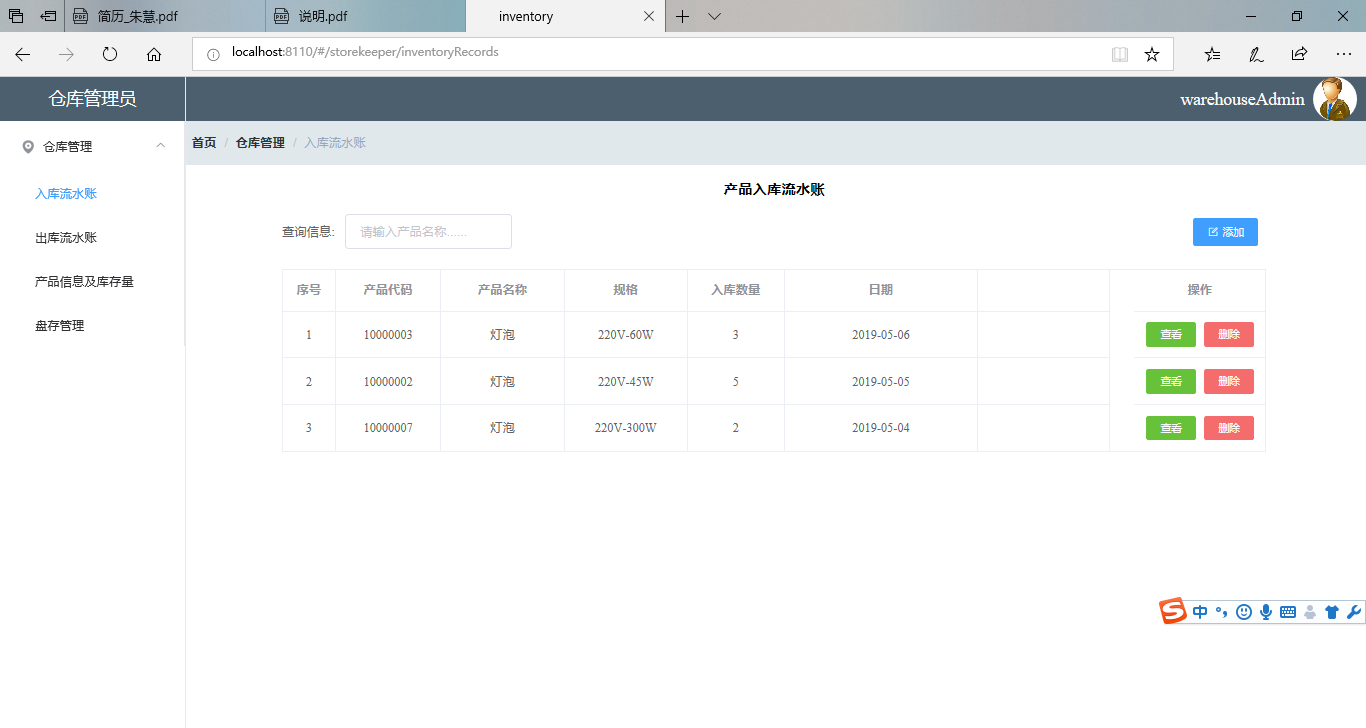 简历_朱慧.pdf
说明.pdf
inventory
localhost:8110/#/storekeeper/inventoryRecords
仓库管理员
warehouseAdmin
仓库管理
首页 / 仓库管理 / 入库流水账
入库流水账
出库流水账
产品信息及库存量
盘存管理
产品入库流水账
查询信息: 请输入产品名称...... 添加
序号 产品代码 产品名称 规格 入库数量 日期 操作
1 10000003 灯泡 220V-60W 3 2019-05-06 查看 删除
2 10000002 灯泡 220V-45W 5 2019-05-05 查看 删除
3 10000007 灯泡 220V-300W 2 2019-05-04 查看 删除
S 中 °,